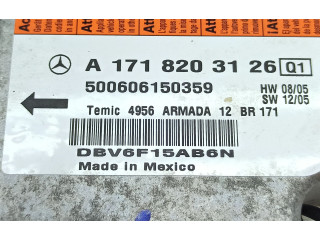 A 171 820 31 26 Q1
500606150359
HW 08/05
SW 12/05
Temic 4956 ARMADA 12 BR 171
DBV6F15AB6N
Made in Mexico